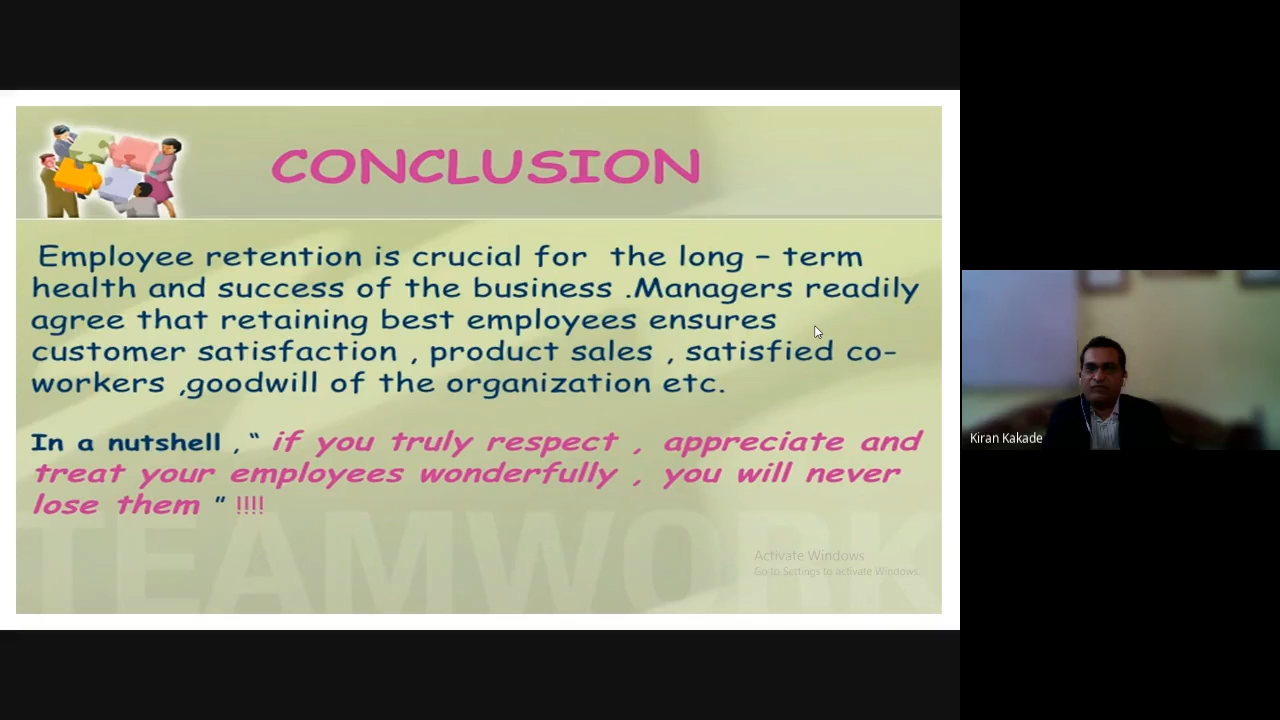 CONCLUSION
Employee retention is crucial for the long – term
health and success of the business .Managers readily
agree that retaining best employees ensures
customer satisfaction , product sales , satisfied co-
workers ,goodwill of the organization etc.
In a nutshell , “ if you truly respect , appreciate and
treat your employees wonderfully , you will never
lose them ” !!!!
TEAMWORK
Activate Windows
Go to Settings to activate Windows.
Kiran Kakade